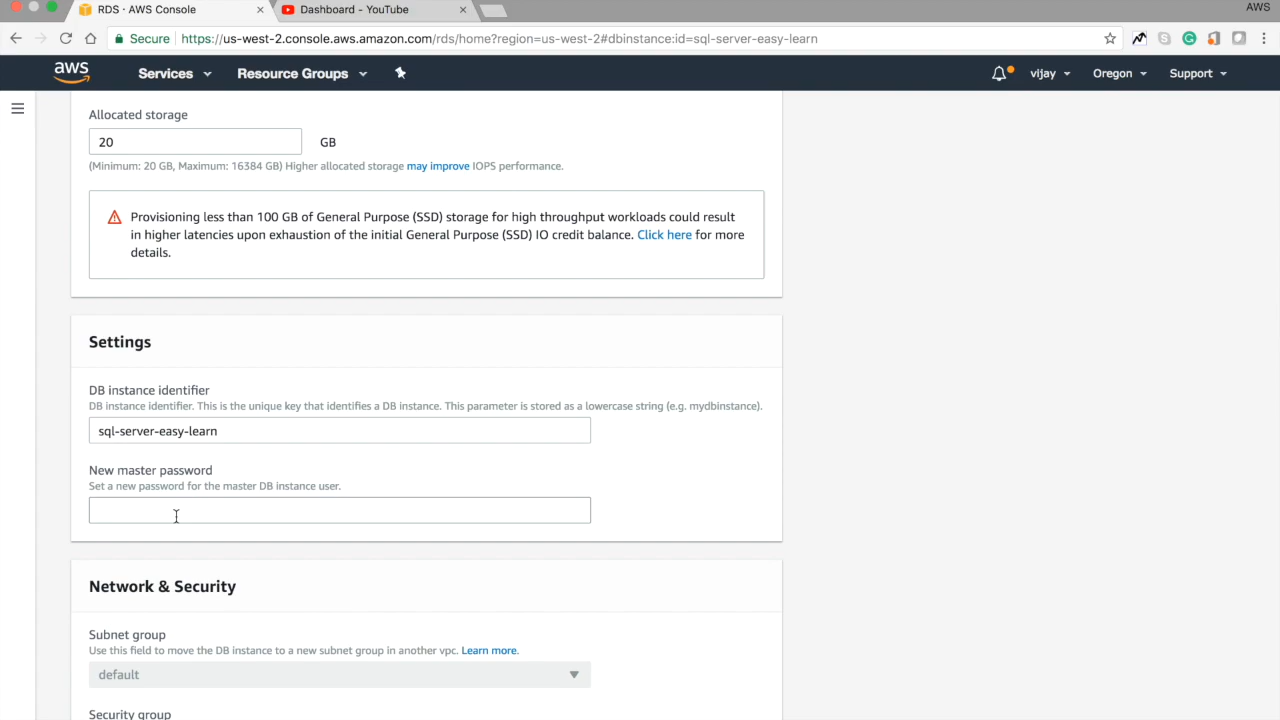 RDS · AWS Console
Dashboard - YouTube
AWS
Secure
https://us-west-2.console.aws.amazon.com/rds/home?region=us-west-2#dbinstance:id=sql-server-easy-learn
aws
Services
Resource Groups
vijay
Oregon
Support
Allocated storage
20
GB
(Minimum: 20 GB, Maximum: 16384 GB) Higher allocated storage may improve IOPS performance.
Provisioning less than 100 GB of General Purpose (SSD) storage for high throughput workloads could result
in higher latencies upon exhaustion of the initial General Purpose (SSD) IO credit balance. Click here for more
details.
Settings
DB instance identifier
DB instance identifier. This is the unique key that identifies a DB instance. This parameter is stored as a lowercase string (e.g. mydbinstance).
sql-server-easy-learn
New master password
Set a new password for the master DB instance user.
Network & Security
Subnet group
Use this field to move the DB instance to a new subnet group in another vpc. Learn more.
default
Security group